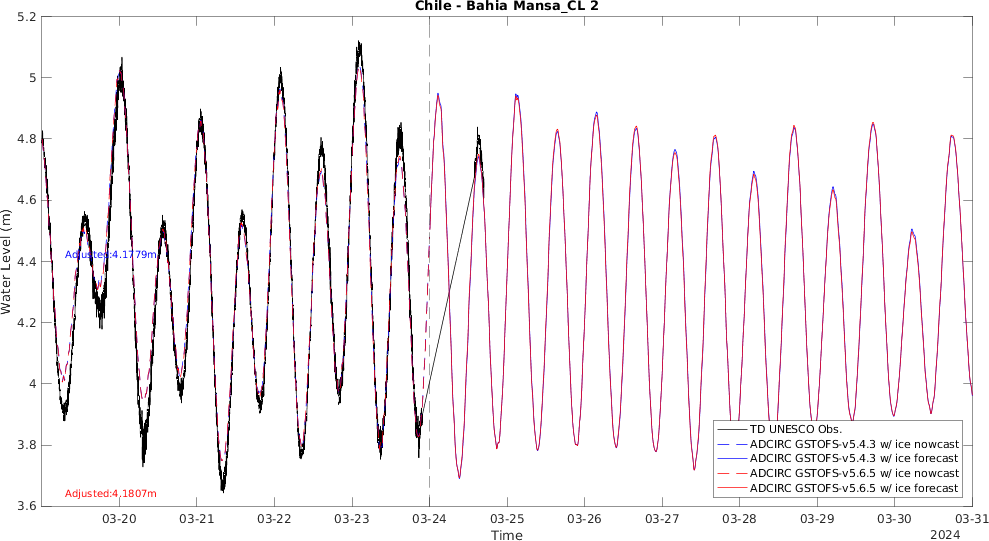 Chile - Bahia Mansa_CL 2
5.2
5
4.8
4.6
4.4
4.2
4
3.8
3.6
Water Level (m)
Adjusted:4.1779m
Adjusted:4.1807m
TD UNESCO Obs.
ADCIRC GSTOFS-v5.4.3 w/ ice nowcast
ADCIRC GSTOFS-v5.4.3 w/ ice forecast
ADCIRC GSTOFS-v5.6.5 w/ ice nowcast
ADCIRC GSTOFS-v5.6.5 w/ ice forecast
03-20 03-21 03-22 03-23 03-24 03-25 03-26 03-27 03-28 03-29 03-30 03-31
Time
2024